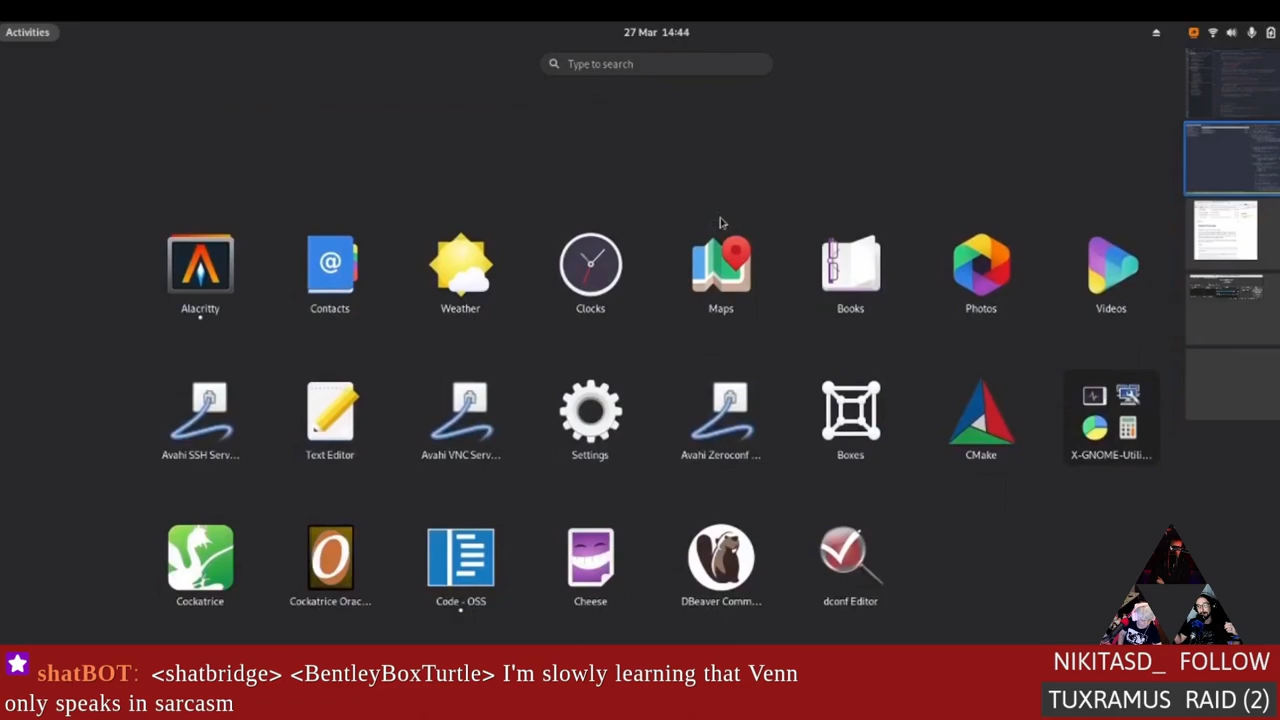 Activities
27 Mar 14:44
Type to search
Alacritty
Contacts
Weather
Clocks
Maps
Books
Photos
Videos
Avahi SSH Serv...
Text Editor
Avahi VNC Serv...
Settings
Avahi Zeroconf ...
Boxes
CMake
X-GNOME-Utili...
Cockatrice
Cockatrice Orac...
Code - OSS
Cheese
DBeaver Comm...
dconf Editor
shatBOT: <shatbridge> <BentleyBoxTurtle> I'm slowly learning that Venn
only speaks in sarcasm
NIKITASD_ FOLLOW
TUXRAMUS RAID (2)